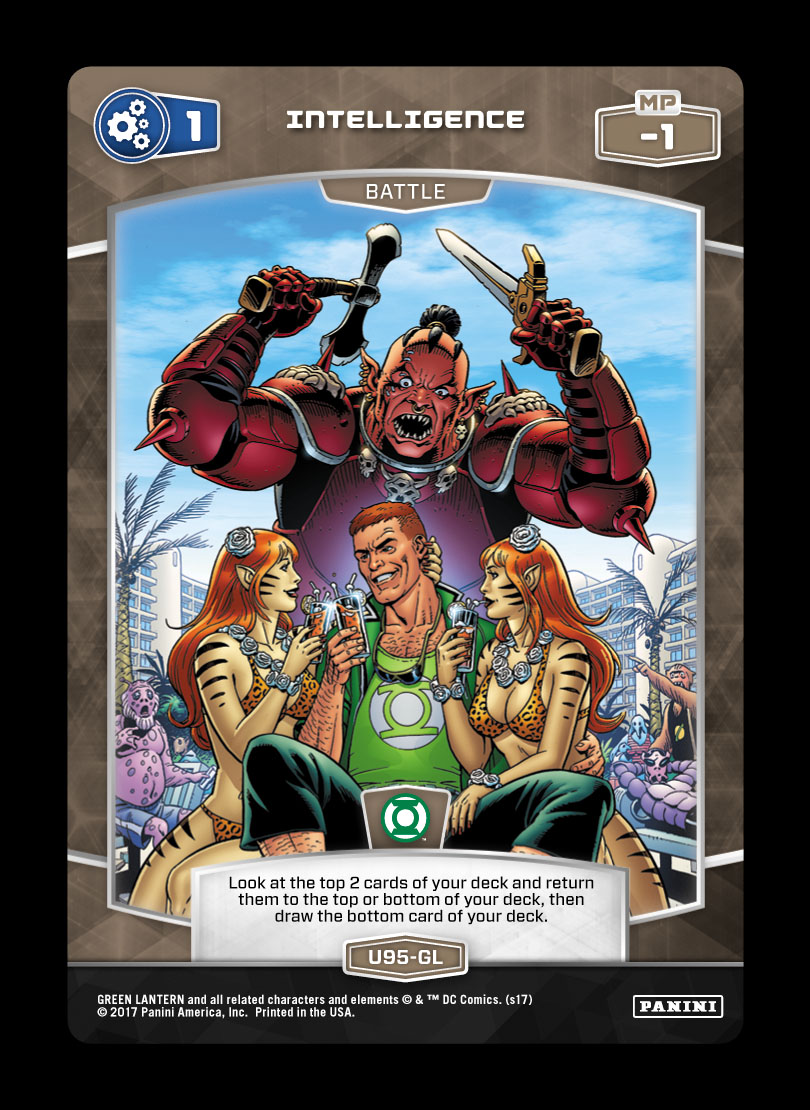 1
INTELLIGENCE
MP
-1
BATTLE
Look at the top 2 cards of your deck and return
them to the top or bottom of your deck, then
draw the bottom card of your deck.
U95-GL
GREEN LANTERN and all related characters and elements © & ™ DC Comics. (s17)
© 2017 Panini America, Inc. Printed in the USA.
PANINI